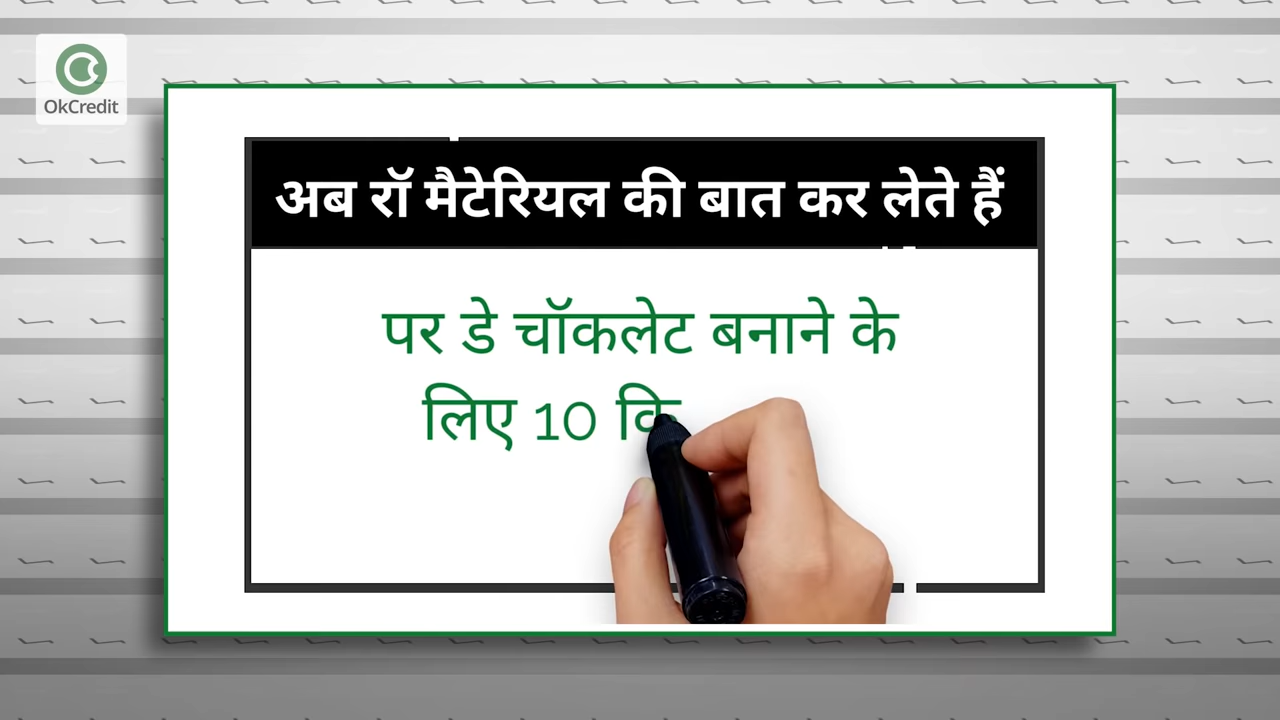 OkCredit
अब रॉ मैटेरियल की बात कर लेते हैं
पर डे चॉकलेट बनाने के
लिए 10